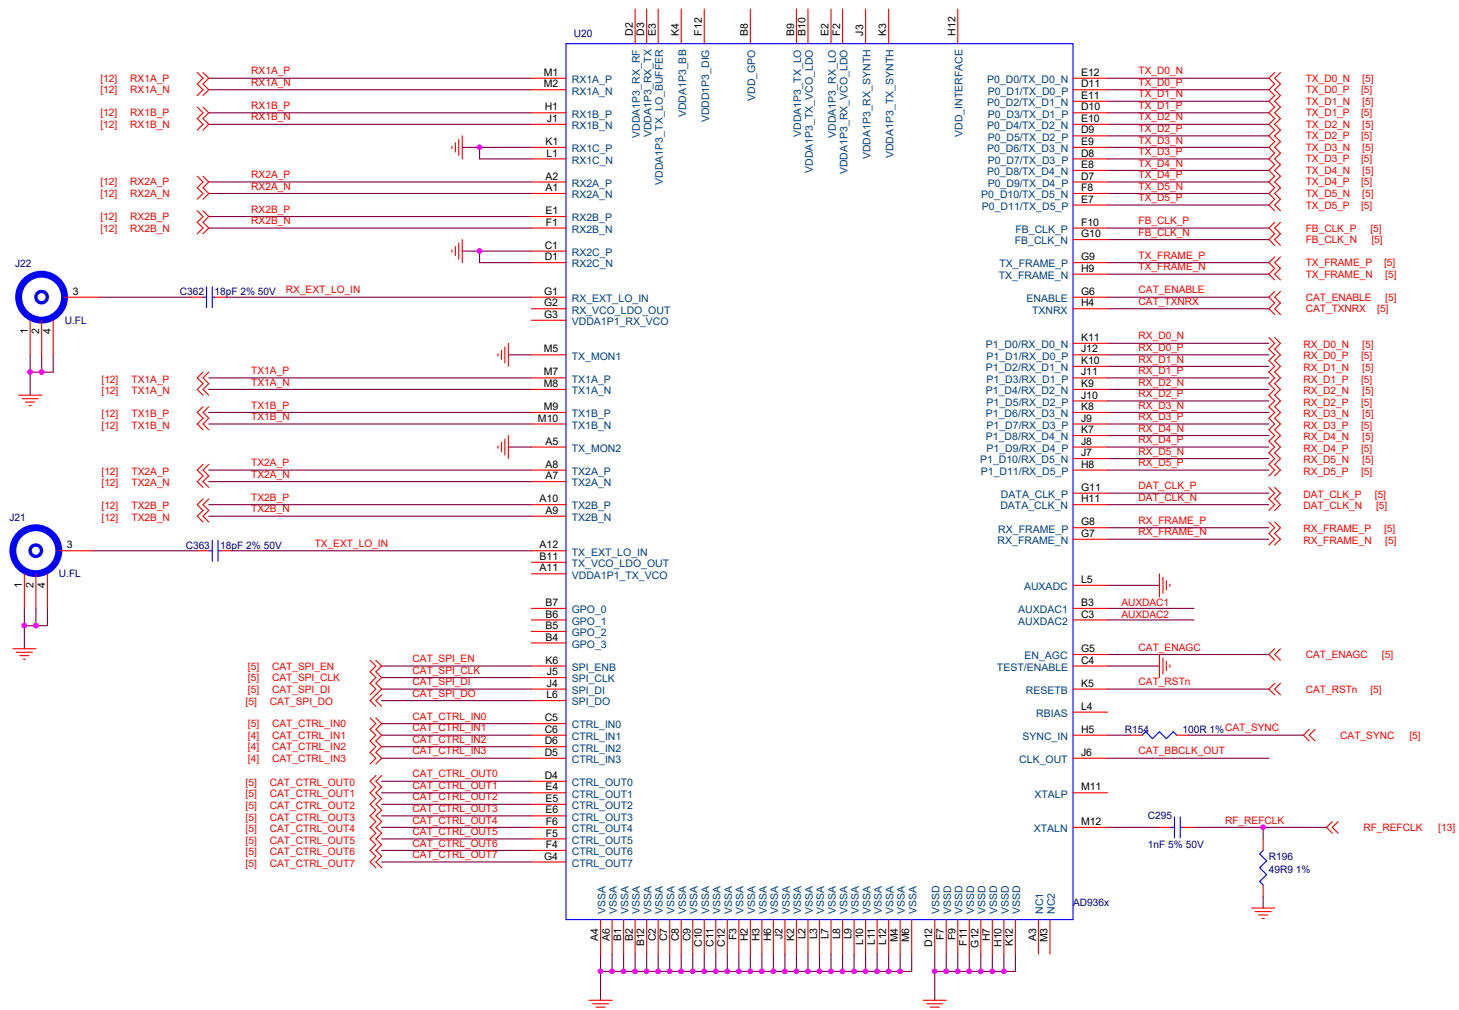 U20
D2 D3 E3 K4 F12 B8 B9 B10 E2 F2 J3 K3 H12
VDDA1P3_RX_RF
VDDA1P3_RX_TX
VDDA1P3_TX_LO_BUFFER
VDDA1P3_BB
VDDD1P3_DIG
VDD_GPO
VDDA1P3_TX_LO
VDDA1P3_TX_VCO_LDO
VDDA1P3_RX_LO
VDDA1P3_RX_VCO_LDO
VDDA1P3_RX_SYNTH
VDDA1P3_TX_SYNTH
VDD_INTERFACE
[12] RX1A_P RX1A_P M1 RX1A_P
[12] RX1A_N RX1A_N M2 RX1A_N
[12] RX1B_P RX1B_P H1 RX1B_P
[12] RX1B_N RX1B_N J1 RX1B_N
K1 RX1C_P
L1 RX1C_N
[12] RX2A_P RX2A_P A2 RX2A_P
[12] RX2A_N RX2A_N A1 RX2A_N
[12] RX2B_P RX2B_P E1 RX2B_P
[12] RX2B_N RX2B_N F1 RX2B_N
C1 RX2C_P
D1 RX2C_N
J22
3 C362 18pF 2% 50V RX_EXT_LO_IN G1 RX_EXT_LO_IN
G2 RX_VCO_LDO_OUT
G3 VDDA1P1_RX_VCO
U.FL
1 2 4
M5 TX_MON1
[12] TX1A_P TX1A_P M7 TX1A_P
[12] TX1A_N TX1A_N M8 TX1A_N
[12] TX1B_P TX1B_P M9 TX1B_P
[12] TX1B_N TX1B_N M10 TX1B_N
A5 TX_MON2
[12] TX2A_P TX2A_P A8 TX2A_P
[12] TX2A_N TX2A_N A7 TX2A_N
[12] TX2B_P TX2B_P A10 TX2B_P
[12] TX2B_N TX2B_N A9 TX2B_N
J21
3 C363 18pF 2% 50V TX_EXT_LO_IN A12 TX_EXT_LO_IN
B11 TX_VCO_LDO_OUT
A11 VDDA1P1_TX_VCO
U.FL
1 2 4
B7 GPO_0
B6 GPO_1
B5 GPO_2
B4 GPO_3
[5] CAT_SPI_EN CAT_SPI_EN K6 SPI_ENB
[5] CAT_SPI_CLK CAT_SPI_CLK J5 SPI_CLK
[5] CAT_SPI_DI CAT_SPI_DI J4 SPI_DI
[5] CAT_SPI_DO CAT_SPI_DO L6 SPI_DO
[5] CAT_CTRL_IN0 CAT_CTRL_IN0 C5 CTRL_IN0
[4] CAT_CTRL_IN1 CAT_CTRL_IN1 C6 CTRL_IN1
[4] CAT_CTRL_IN2 CAT_CTRL_IN2 D6 CTRL_IN2
[4] CAT_CTRL_IN3 CAT_CTRL_IN3 D5 CTRL_IN3
[5] CAT_CTRL_OUT0 CAT_CTRL_OUT0 D4 CTRL_OUT0
[5] CAT_CTRL_OUT1 CAT_CTRL_OUT1 E4 CTRL_OUT1
[5] CAT_CTRL_OUT2 CAT_CTRL_OUT2 E5 CTRL_OUT2
[5] CAT_CTRL_OUT3 CAT_CTRL_OUT3 E6 CTRL_OUT3
[5] CAT_CTRL_OUT4 CAT_CTRL_OUT4 F6 CTRL_OUT4
[5] CAT_CTRL_OUT5 CAT_CTRL_OUT5 F5 CTRL_OUT5
[5] CAT_CTRL_OUT6 CAT_CTRL_OUT6 F4 CTRL_OUT6
[5] CAT_CTRL_OUT7 CAT_CTRL_OUT7 G4 CTRL_OUT7
P0_D0/TX_D0_N E12 TX_D0_N TX_D0_N [5]
P0_D1/TX_D0_P D11 TX_D0_P TX_D0_P [5]
P0_D2/TX_D1_N E11 TX_D1_N TX_D1_N [5]
P0_D3/TX_D1_P D10 TX_D1_P TX_D1_P [5]
P0_D4/TX_D2_N E10 TX_D2_N TX_D2_N [5]
P0_D5/TX_D2_P D9 TX_D2_P TX_D2_P [5]
P0_D6/TX_D3_N E9 TX_D3_N TX_D3_N [5]
P0_D7/TX_D3_P D8 TX_D3_P TX_D3_P [5]
P0_D8/TX_D4_N E8 TX_D4_N TX_D4_N [5]
P0_D9/TX_D4_P D7 TX_D4_P TX_D4_P [5]
P0_D10/TX_D5_N F8 TX_D5_N TX_D5_N [5]
P0_D11/TX_D5_P E7 TX_D5_P TX_D5_P [5]
FB_CLK_P F10 FB_CLK_P FB_CLK_P [5]
FB_CLK_N G10 FB_CLK_N FB_CLK_N [5]
TX_FRAME_P G9 TX_FRAME_P TX_FRAME_P [5]
TX_FRAME_N H9 TX_FRAME_N TX_FRAME_N [5]
ENABLE G6 CAT_ENABLE CAT_ENABLE [5]
TXNRX H4 CAT_TXNRX CAT_TXNRX [5]
P1_D0/RX_D0_N K11 RX_D0_N RX_D0_N [5]
P1_D1/RX_D0_P J12 RX_D0_P RX_D0_P [5]
P1_D2/RX_D1_N K10 RX_D1_N RX_D1_N [5]
P1_D3/RX_D1_P J11 RX_D1_P RX_D1_P [5]
P1_D4/RX_D2_N K9 RX_D2_N RX_D2_N [5]
P1_D5/RX_D2_P J10 RX_D2_P RX_D2_P [5]
P1_D6/RX_D3_N K8 RX_D3_N RX_D3_N [5]
P1_D7/RX_D3_P J9 RX_D3_P RX_D3_P [5]
P1_D8/RX_D4_N K7 RX_D4_N RX_D4_N [5]
P1_D9/RX_D4_P J8 RX_D4_P RX_D4_P [5]
P1_D10/RX_D5_N J7 RX_D5_N RX_D5_N [5]
P1_D11/RX_D5_P H8 RX_D5_P RX_D5_P [5]
DATA_CLK_P G11 DAT_CLK_P DAT_CLK_P [5]
DATA_CLK_N H11 DAT_CLK_N DAT_CLK_N [5]
RX_FRAME_P G8 RX_FRAME_P RX_FRAME_P [5]
RX_FRAME_N G7 RX_FRAME_N RX_FRAME_N [5]
AUXADC L5
AUXDAC1 B3 AUXDAC1
AUXDAC2 C3 AUXDAC2
EN_AGC G5 CAT_ENAGC CAT_ENAGC [5]
TEST/ENABLE C4
RESETB K5 CAT_RSTn CAT_RSTn [5]
RBIAS L4
SYNC_IN H5 R154 100R 1% CAT_SYNC CAT_SYNC [5]
CLK_OUT J6 CAT_BBCLK_OUT
XTALP M11
XTALN M12 C295 1nF 5% 50V RF_REFCLK RF_REFCLK [13]
R196
49R9 1%
AD936x
VSSA VSSA VSSA VSSA VSSA VSSA VSSA VSSA VSSA VSSA VSSA VSSA VSSA VSSA VSSA VSSA VSSA VSSA VSSA VSSA VSSA VSSA VSSA VSSA VSSA VSSA VSSA VSSA VSSD VSSD VSSD VSSD VSSD VSSD VSSD VSSD NC1 NC2
A4 A6 B1 B2 B12 C2 C7 C8 C9 C10 C11 C12 F3 H2 H3 H6 J2 K2 L2 L3 L7 L8 L9 L10 L11 L12 M4 M6 D12 F7 F9 F11 G12 H7 H10 K12 A3 M3